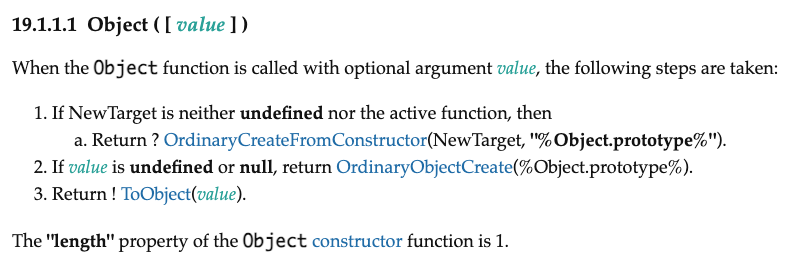 19.1.1.1 Object ( [ value ] )
When the Object function is called with optional argument value, the following steps are taken:
1. If NewTarget is neither undefined nor the active function, then
a. Return ? OrdinaryCreateFromConstructor(NewTarget, "%Object.prototype%").
2. If value is undefined or null, return OrdinaryObjectCreate(%Object.prototype%).
3. Return ! ToObject(value).
The "length" property of the Object constructor function is 1.